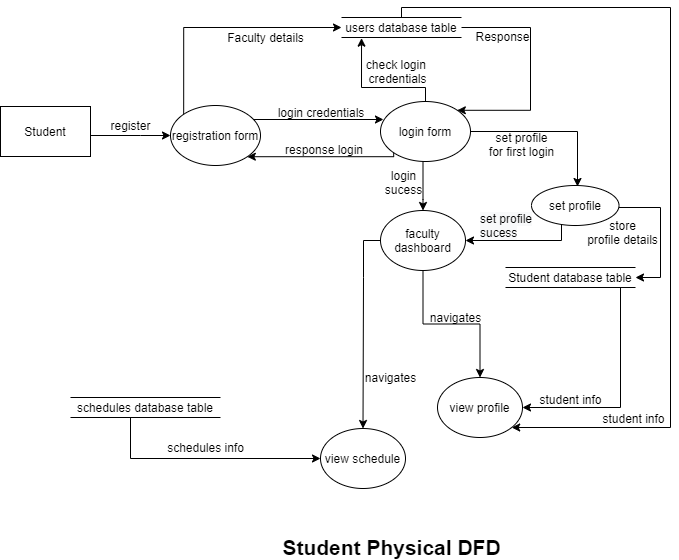 users database table
Faculty details
Response
check login
credentials
Student
register
registration form
login credentials
login form
response login
set profile
for first login
login
sucess
set profile
set profile
sucess
store
profile details
faculty
dashboard
Student database table
navigates
navigates
schedules database table
view profile
student info
student info
schedules info
view schedule
Student Physical DFD